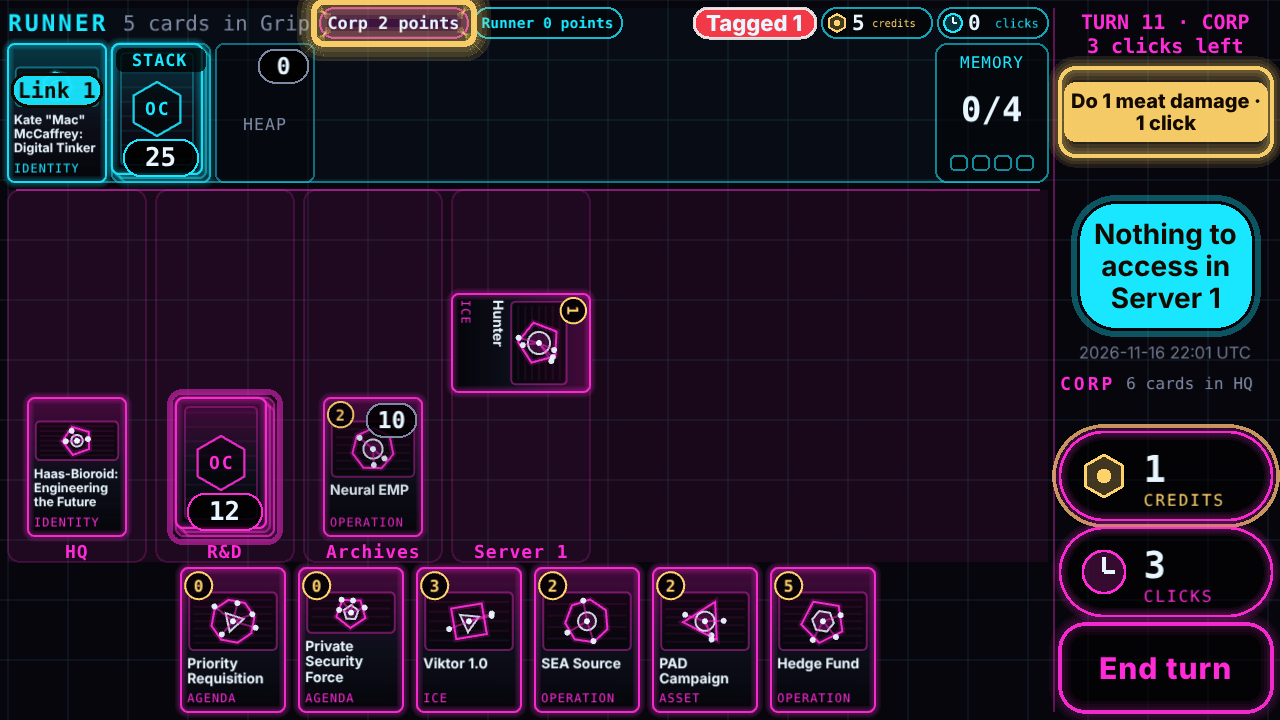 RUNNER 5 cards in Grip
Corp 2 points
Runner 0 points
Tagged 1
5 credits
0 clicks
TURN 11 · CORP
3 clicks left
Link 1
Kate "Mac"
McCaffrey:
Digital Tinker
IDENTITY
STACK
OC
25
0
HEAP
MEMORY
0/4
Do 1 meat damage ·
1 click
Nothing to
access in
Server 1
2026-11-16 22:01 UTC
CORP 6 cards in HQ
ICE
Hunter
1
Haas-Bioroid:
Engineering
the Future
IDENTITY
HQ
OC
12
R&D
2
10
Neural EMP
OPERATION
Archives
Server 1
1
CREDITS
3
CLICKS
End turn
0
Priority
Requisition
AGENDA
0
Private
Security
Force
AGENDA
3
Viktor 1.0
ICE
2
SEA Source
OPERATION
2
PAD
Campaign
ASSET
5
Hedge Fund
OPERATION